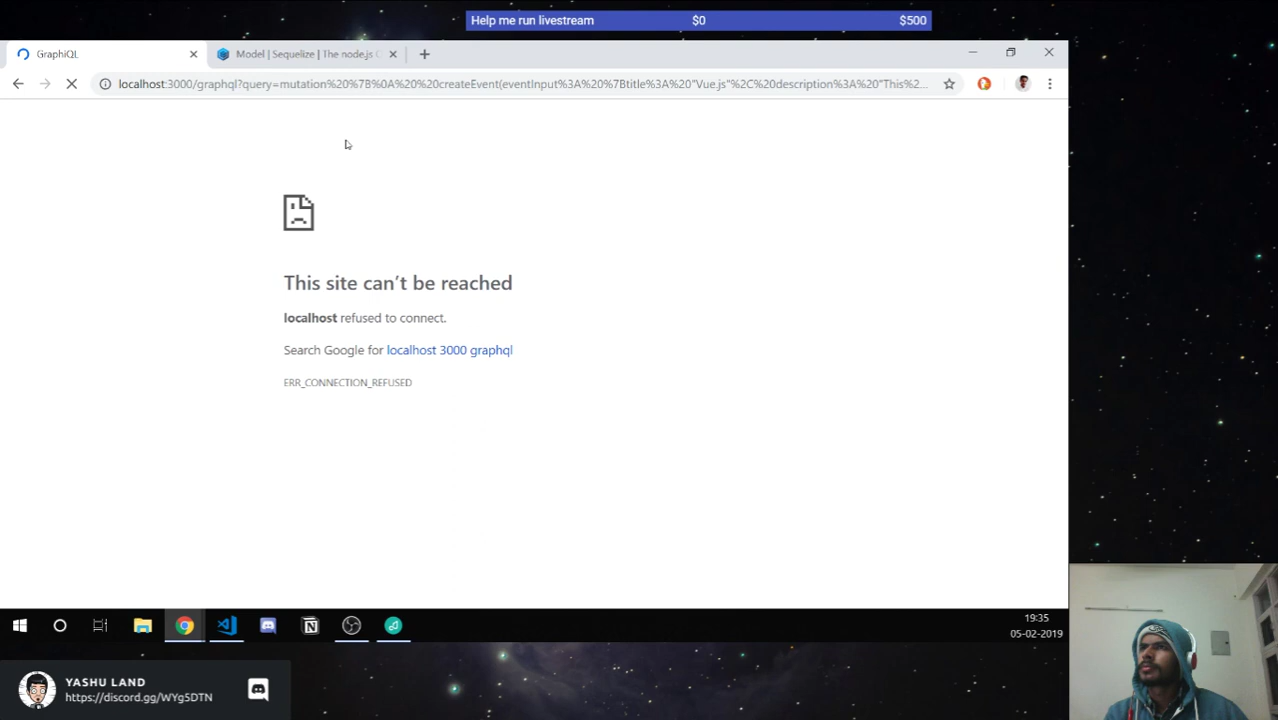 Help me run livestream $0 $500
GraphiQL
Model | Sequelize | The node.js
localhost:3000/graphql?query=mutation%20%7B%0A%20%20createEvent(eventInput%3A%20%7Btitle%3A%20"Vue.js"%2C%20description%3A%20"This%2...
This site can't be reached
localhost refused to connect.
Search Google for localhost 3000 graphql
ERR_CONNECTION_REFUSED
19:35
05-02-2019
YASHU LAND
https://discord.gg/WYg5DTN